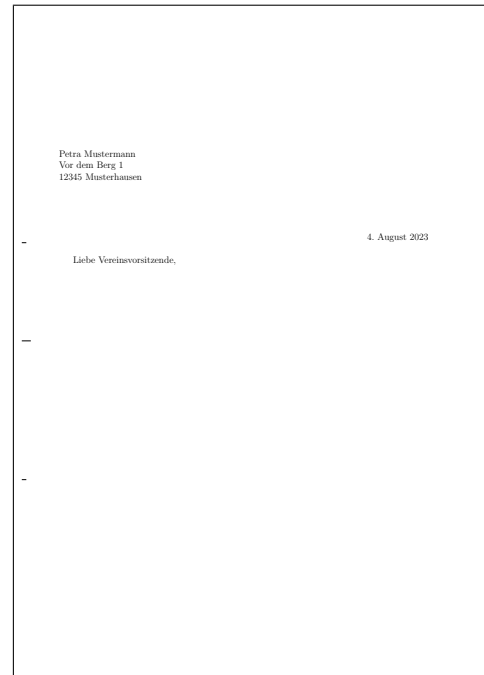 Petra Mustermann
Vor dem Berg 1
12345 Musterhausen
4. August 2023
Liebe Vereinsvorsitzende,